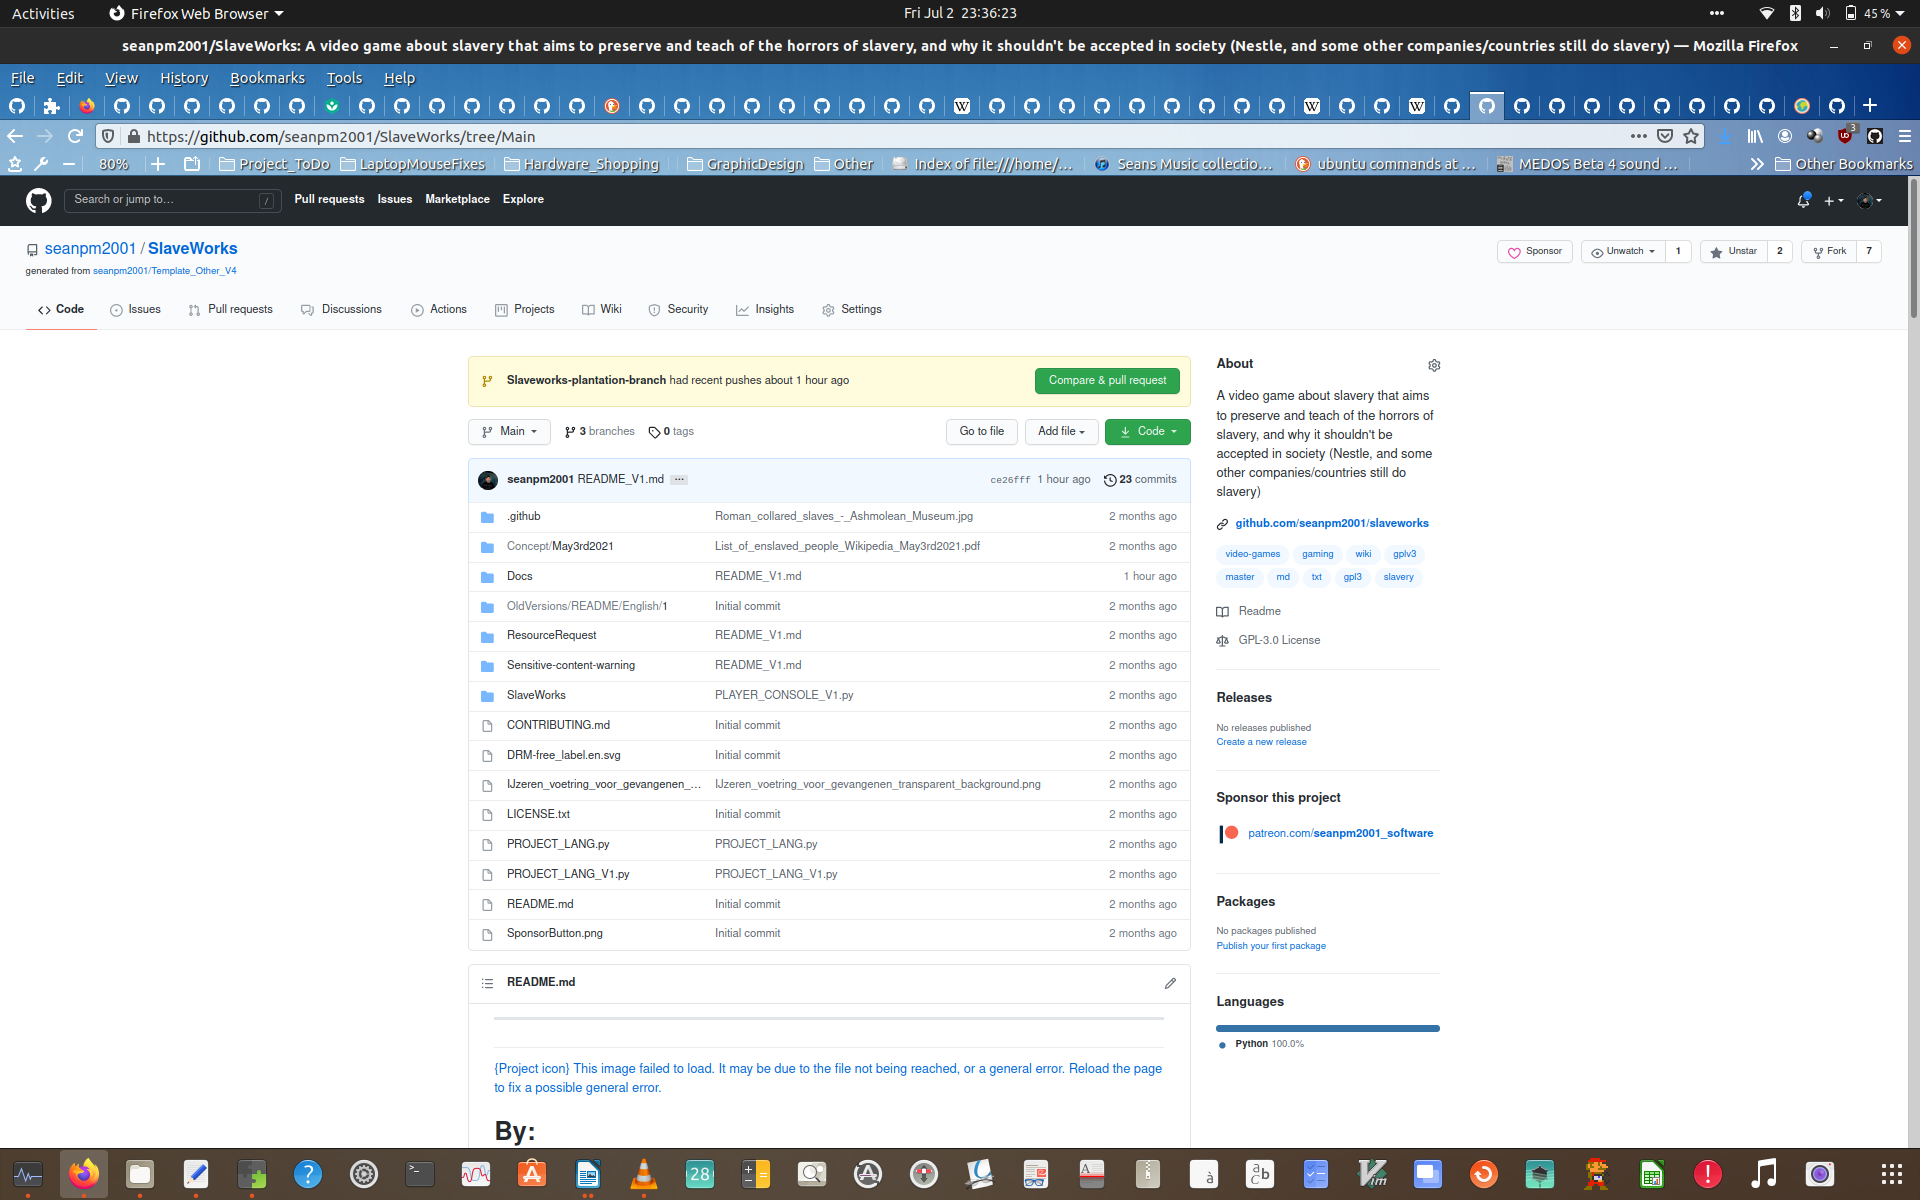 Activities Firefox Web Browser Fri Jul 2 23:36:23 45 %
seanpm2001/SlaveWorks: A video game about slavery that aims to preserve and teach of the horrors of slavery, and why it shouldn't be accepted in society (Nestle, and some other companies/countries still do slavery) — Mozilla Firefox
File Edit View History Bookmarks Tools Help
https://github.com/seanpm2001/SlaveWorks/tree/Main 3
80% Project_ToDo LaptopMouseFixes Hardware_Shopping GraphicDesign Other Index of file:///home/… Seans Music collectio… ubuntu commands at … MEDOS Beta 4 sound … Other Bookmarks
Search or jump to… / Pull requests Issues Marketplace Explore
seanpm2001 / SlaveWorks
Sponsor Unwatch 1 Unstar 2 Fork 7
generated from seanpm2001/Template_Other_V4
Code Issues Pull requests Discussions Actions Projects Wiki Security Insights Settings
Slaveworks-plantation-branch had recent pushes about 1 hour ago Compare & pull request
Main 3 branches 0 tags Go to file Add file Code
seanpm2001 README_V1.md ··· ce26fff 1 hour ago 23 commits
.github Roman_collared_slaves_-_Ashmolean_Museum.jpg 2 months ago
Concept/May3rd2021 List_of_enslaved_people_Wikipedia_May3rd2021.pdf 2 months ago
Docs README_V1.md 1 hour ago
OldVersions/README/English/1 Initial commit 2 months ago
ResourceRequest README_V1.md 2 months ago
Sensitive-content-warning README_V1.md 2 months ago
SlaveWorks PLAYER_CONSOLE_V1.py 2 months ago
CONTRIBUTING.md Initial commit 2 months ago
DRM-free_label.en.svg Initial commit 2 months ago
IJzeren_voetring_voor_gevangenen_… IJzeren_voetring_voor_gevangenen_transparent_background.png 2 months ago
LICENSE.txt Initial commit 2 months ago
PROJECT_LANG.py PROJECT_LANG.py 2 months ago
PROJECT_LANG_V1.py PROJECT_LANG_V1.py 2 months ago
README.md Initial commit 2 months ago
SponsorButton.png Initial commit 2 months ago
README.md
{Project icon} This image failed to load. It may be due to the file not being reached, or a general error. Reload the page
to fix a possible general error.
By:
About
A video game about slavery that aims
to preserve and teach of the horrors of
slavery, and why it shouldn't be
accepted in society (Nestle, and some
other companies/countries still do
slavery)
github.com/seanpm2001/slaveworks
video-games gaming wiki gplv3
master md txt gpl3 slavery
Readme
GPL-3.0 License
Releases
No releases published
Create a new release
Sponsor this project
patreon.com/seanpm2001_software
Packages
No packages published
Publish your first package
Languages
Python 100.0%
28